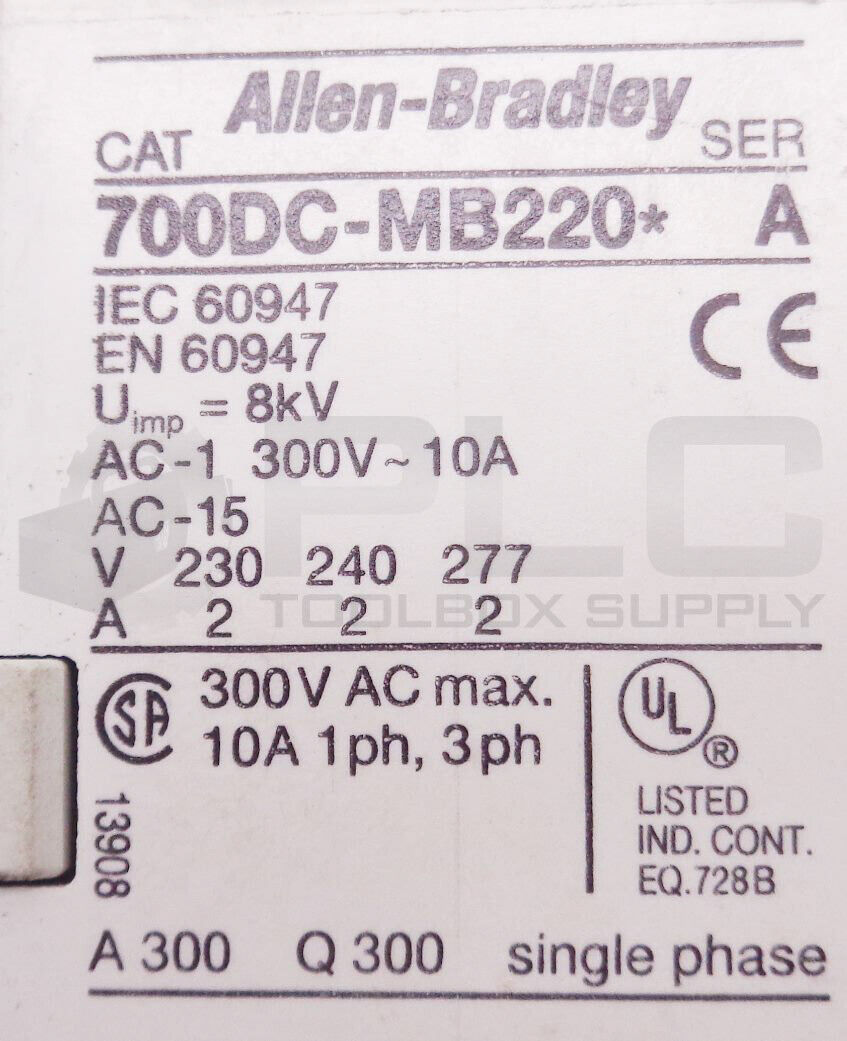 Allen-Bradley
CAT SER
700DC-MB220* A
IEC 60947
EN 60947
CE
Uimp = 8kV
AC-1 300V~10A
AC-15
V 230 240 277
A 2 2 2
PLC
TOOLBOX SUPPLY
SA 300V AC max.
10A 1ph, 3ph
13908
UL ®
LISTED
IND. CONT.
EQ.728B
A 300 Q 300 single phase